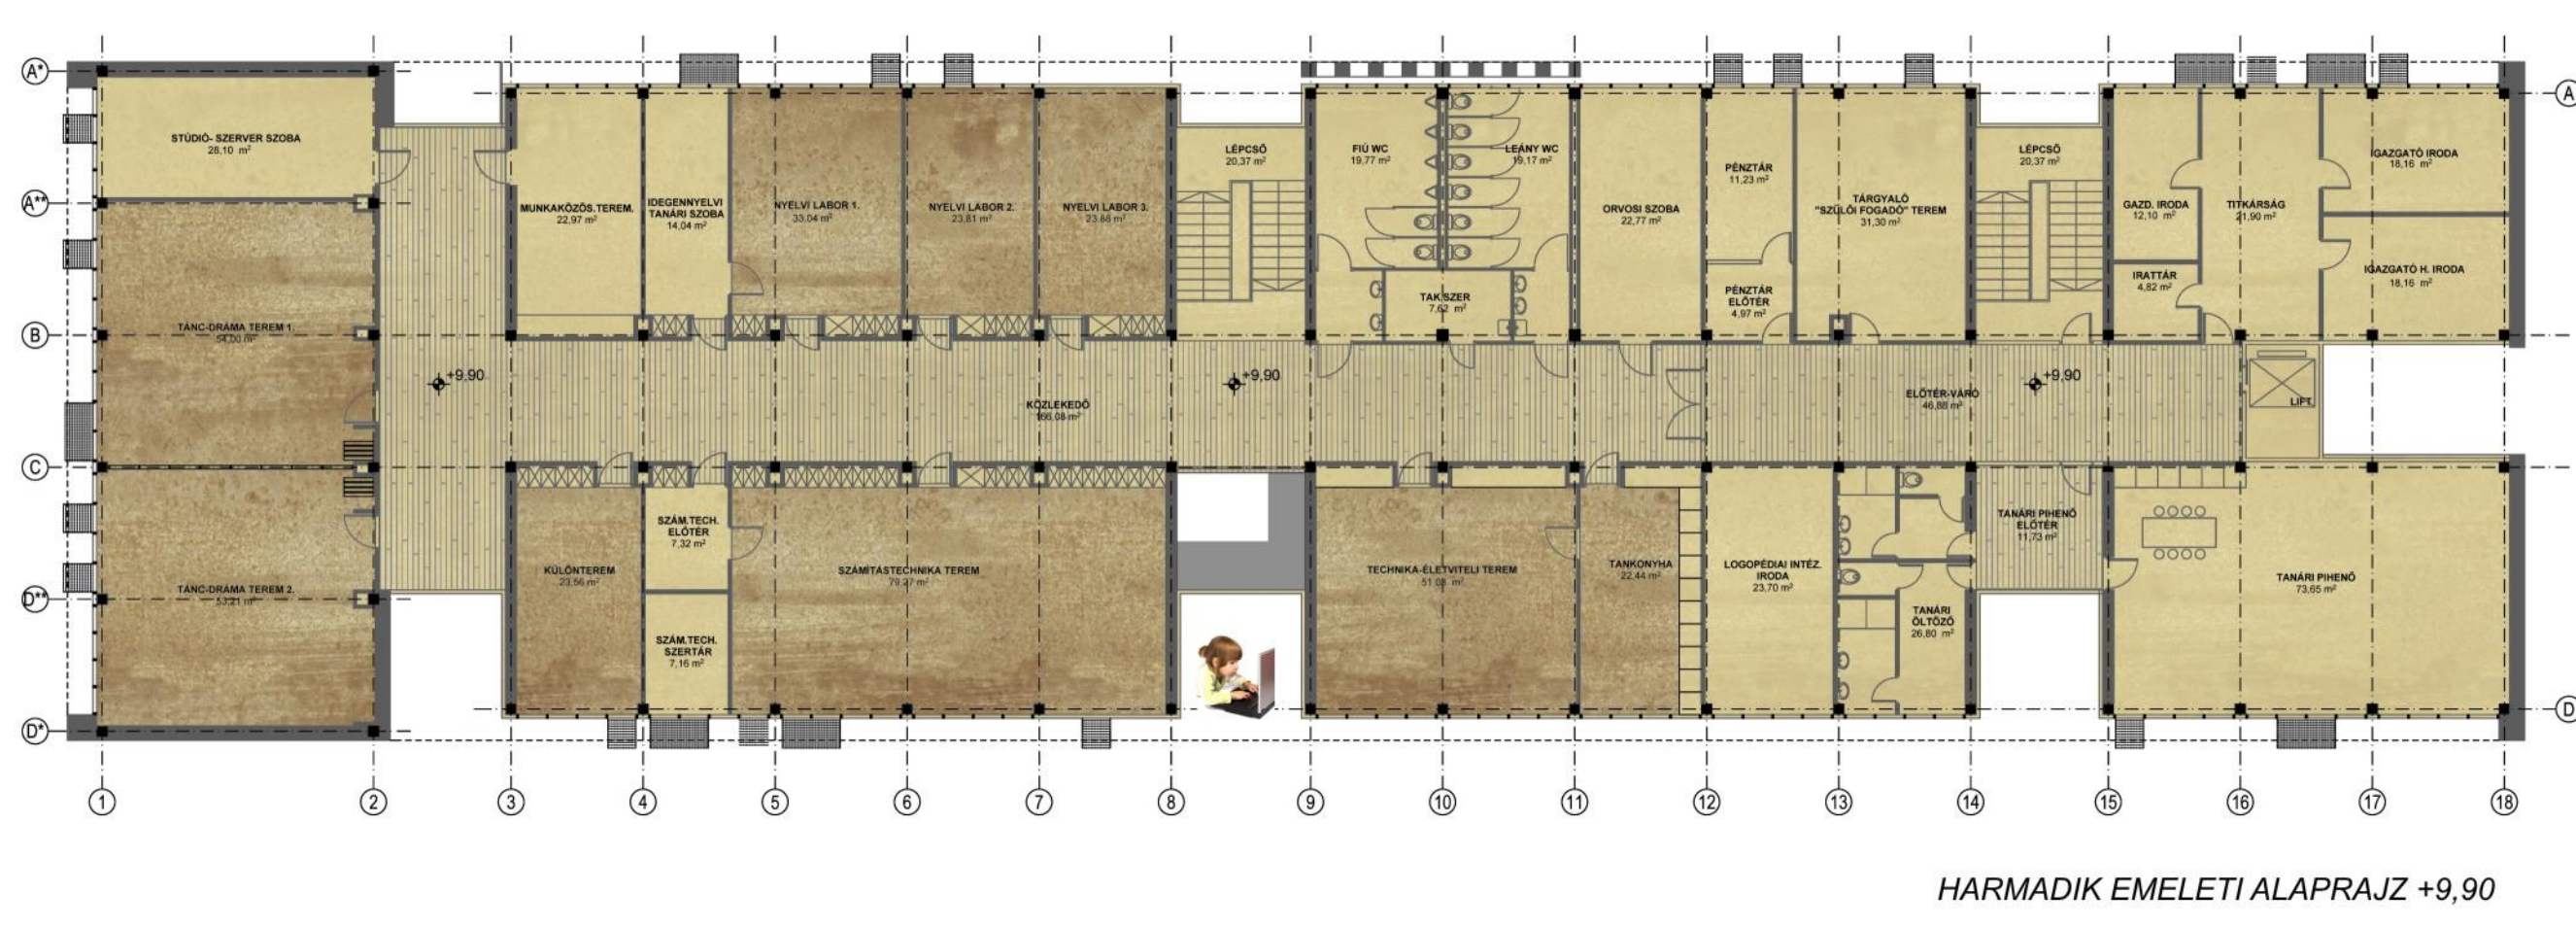 A*
A
STÚDIÓ- SZERVER SZOBA
28,10 m²
A**
MUNKAKÖZÖS.TEREM.
22,97 m²
IDEGENNYELVI
TANÁRI SZOBA
14,04 m²
NYELVI LABOR 1.
33,04 m²
NYELVI LABOR 2.
23,81 m²
NYELVI LABOR 3.
23,88 m²
LÉPCSŐ
20,37 m²
FIÚ WC
19,77 m²
LEÁNY WC
19,17 m²
TAK.SZER
7,62 m²
ORVOSI SZOBA
22,77 m²
PÉNZTÁR
11,23 m²
PÉNZTÁR
ELŐTÉR
4,97 m²
TÁRGYALÓ
"SZÜLŐI FOGADÓ" TEREM
31,30 m²
LÉPCSŐ
20,37 m²
GAZD. IRODA
12,10 m²
IRATTÁR
4,82 m²
TITKÁRSÁG
21,90 m²
IGAZGATÓ IRODA
18,16 m²
IGAZGATÓ H. IRODA
18,16 m²
TÁNC-DRÁMA TEREM 1.
54,00 m²
B
+9,90
KÖZLEKEDŐ
166,08 m²
+9,90
ELŐTÉR-VÁRÓ
46,88 m²
+9,90
LIFT.
C
TÁNC-DRÁMA TEREM 2.
53,21 m²
KÜLÖNTEREM
23,56 m²
SZÁM.TECH.
ELŐTÉR
7,32 m²
SZÁM.TECH.
SZERTÁR
7,16 m²
SZÁMÍTÁSTECHNIKA TEREM
79,27 m²
TECHNIKA-ÉLETVITELI TEREM
51,08 m²
TANKONYHA
22,44 m²
LOGOPÉDIAI INTÉZ.
IRODA
23,70 m²
TANÁRI
ÖLTÖZŐ
26,80 m²
TANÁRI PIHENŐ
ELŐTÉR
11,73 m²
TANÁRI PIHENŐ
73,65 m²
D**
D*
D
1 2 3 4 5 6 7 8 9 10 11 12 13 14 15 16 17 18
HARMADIK EMELETI ALAPRAJZ +9,90